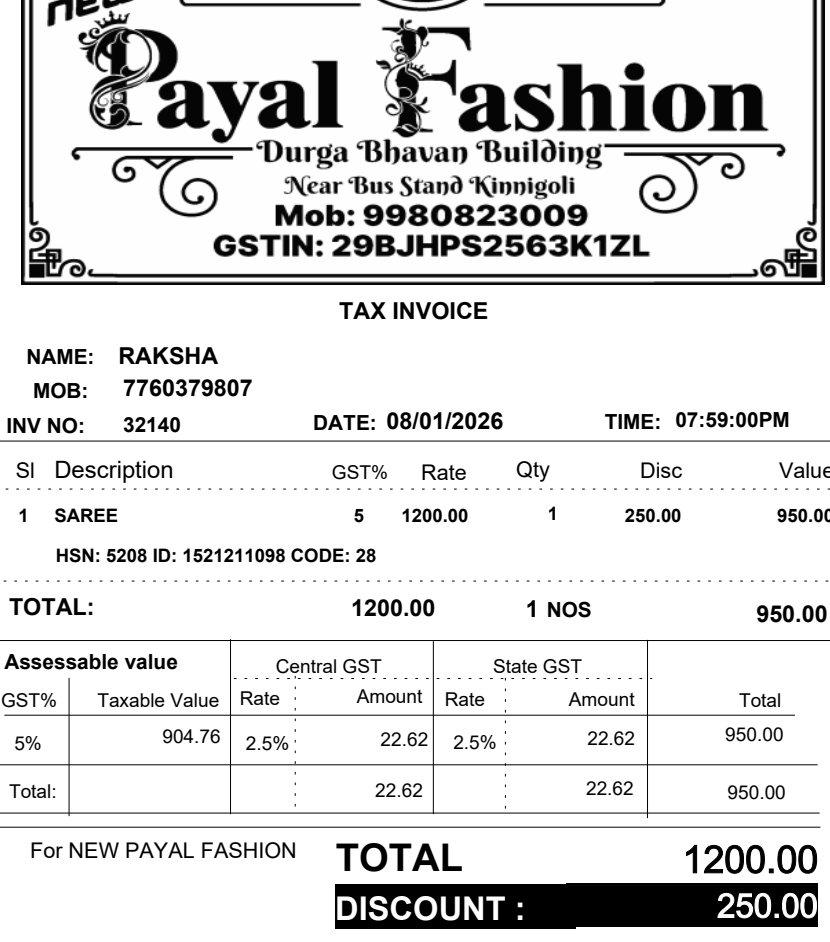 new
Payal Fashion
Durga Bhavan Building
Near Bus Stand Kinnigoli
Mob: 9980823009
GSTIN: 29BJHPS2563K1ZL
TAX INVOICE
NAME: RAKSHA
MOB: 7760379807
INV NO: 32140 DATE: 08/01/2026 TIME: 07:59:00PM
Sl Description GST% Rate Qty Disc Value
1 SAREE 5 1200.00 1 250.00 950.00
HSN: 5208 ID: 1521211098 CODE: 28
TOTAL: 1200.00 1 NOS 950.00
Assessable value Central GST State GST
GST% Taxable Value Rate Amount Rate Amount Total
5% 904.76 2.5% 22.62 2.5% 22.62 950.00
Total: 22.62 22.62 950.00
For NEW PAYAL FASHION TOTAL 1200.00
DISCOUNT : 250.00